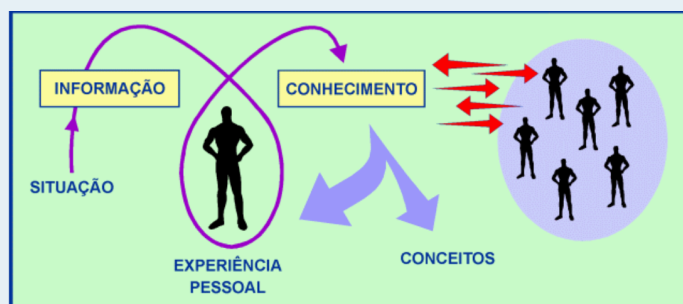 INFORMAÇÃO
CONHECIMENTO
SITUAÇÃO
EXPERIÊNCIA
PESSOAL
CONCEITOS